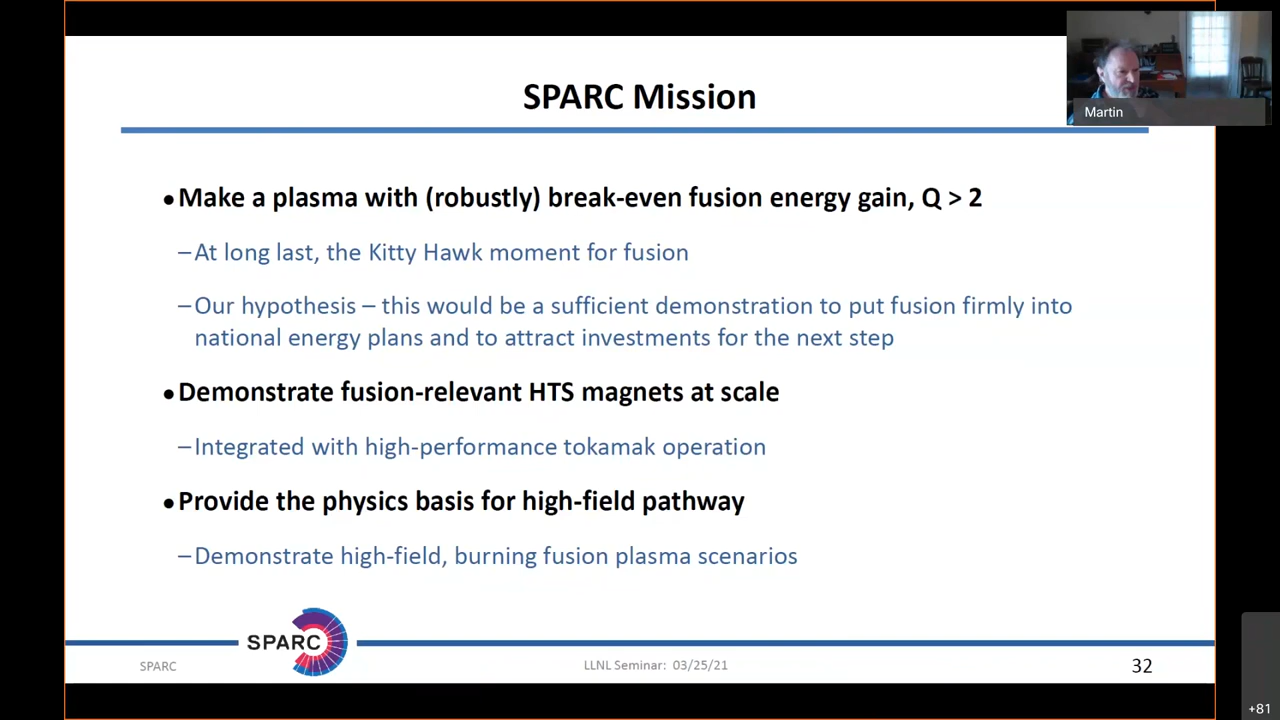 SPARC Mission
Martin
●Make a plasma with (robustly) break-even fusion energy gain, Q > 2
–At long last, the Kitty Hawk moment for fusion
–Our hypothesis – this would be a sufficient demonstration to put fusion firmly into
national energy plans and to attract investments for the next step
●Demonstrate fusion-relevant HTS magnets at scale
–Integrated with high-performance tokamak operation
●Provide the physics basis for high-field pathway
–Demonstrate high-field, burning fusion plasma scenarios
SPARC
SPARC
LLNL Seminar: 03/25/21
32
+81